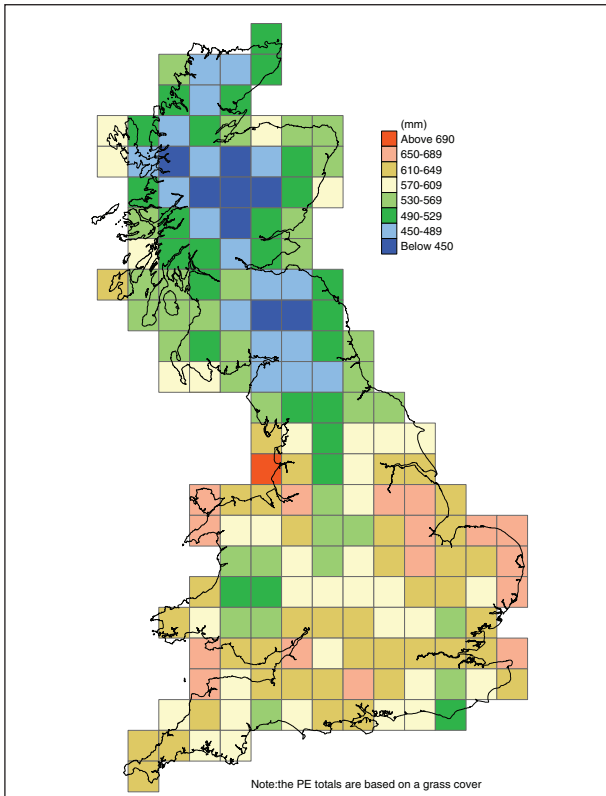 (mm)
Above 690
650-689
610-649
570-609
530-569
490-529
450-489
Below 450
Note:the PE totals are based on a grass cover